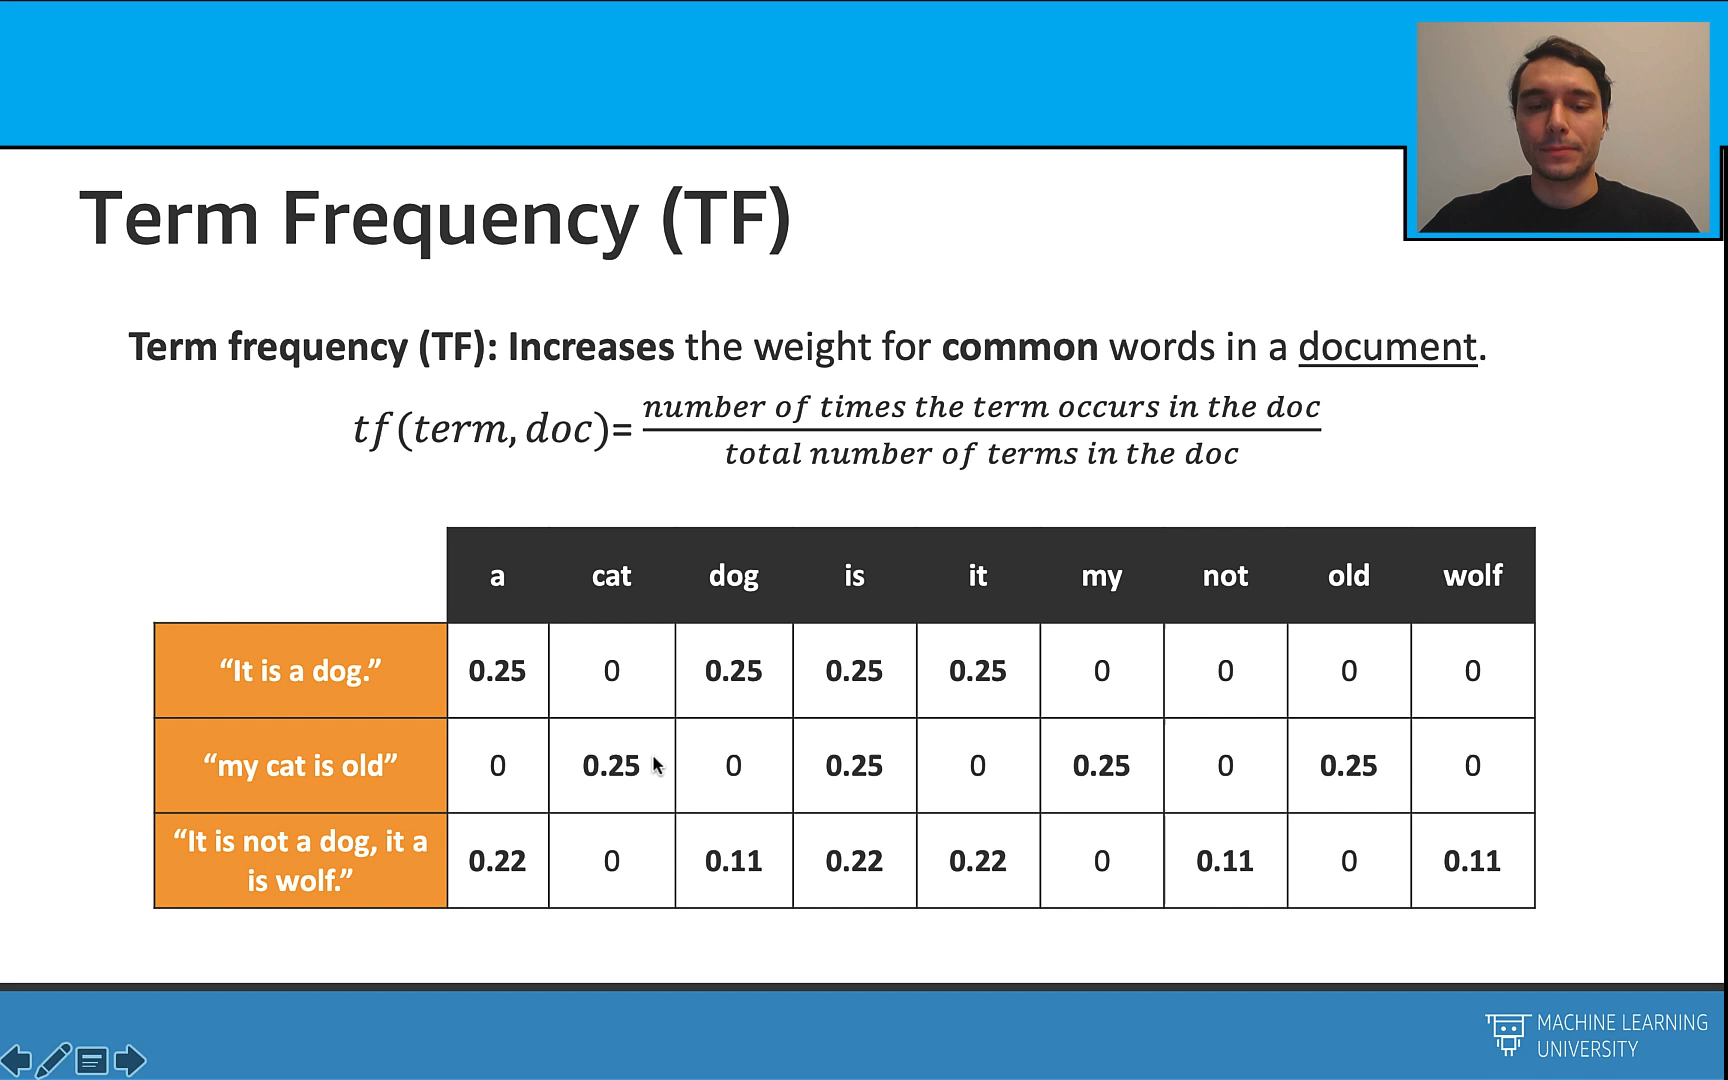 Term Frequency (TF)
Term frequency (TF): Increases the weight for common words in a document.
tf(term, doc)= number of times the term occurs in the doc
total number of terms in the doc
a cat dog is it my not old wolf
“It is a dog.” 0.25 0 0.25 0.25 0.25 0 0 0 0
“my cat is old” 0 0.25 0 0.25 0 0.25 0 0.25 0
“It is not a dog, it a
is wolf.” 0.22 0 0.11 0.22 0.22 0 0.11 0 0.11
MACHINE LEARNING
UNIVERSITY